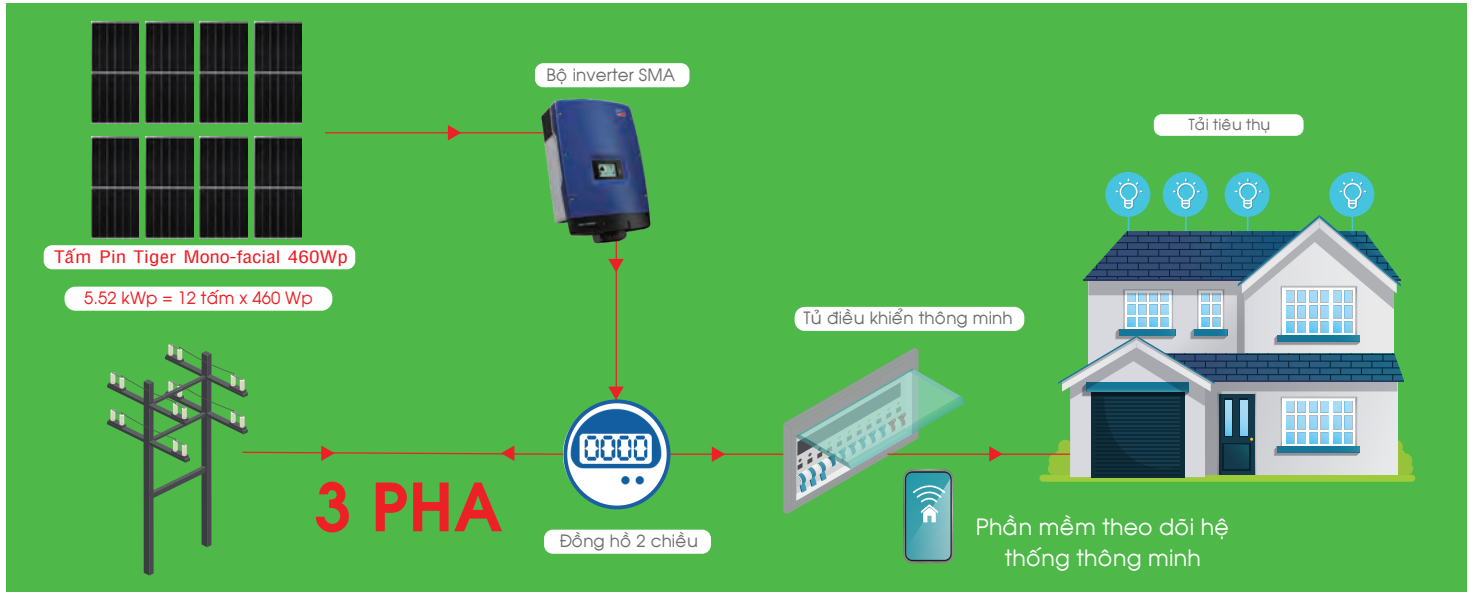 Bộ inverter SMA
Tải tiêu thụ
Tấm Pin Tiger Mono-facial 460Wp
5.52 kWp = 12 tấm x 460 Wp
Tủ điều khiển thông minh
0000
3 PHA
Đồng hồ 2 chiều
Phần mềm theo dõi hệ
thống thông minh